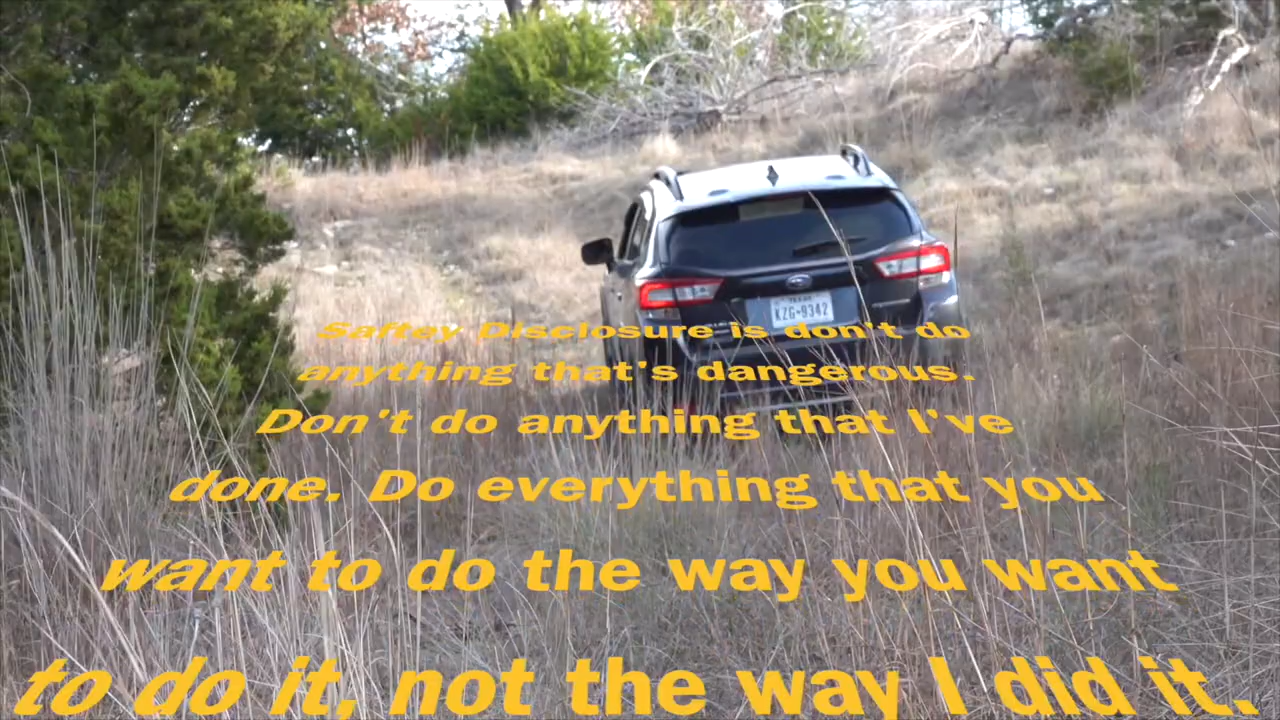 TEXAS
KZG-9342
Saftey Disclosure is don't do
anything that's dangerous.
Don't do anything that I've
done. Do everything that you
want to do the way you want
to do it, not the way I did it.